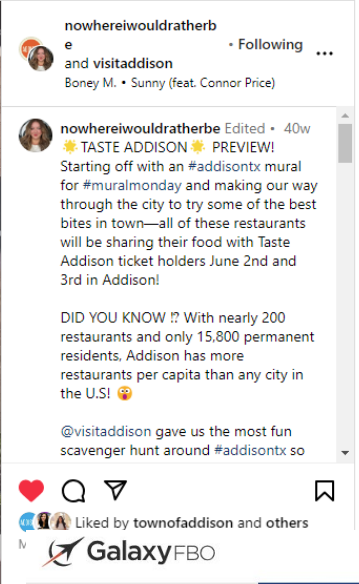 nowhereiwouldratherb
e • Following
and visitaddison
Boney M. • Sunny (feat. Connor Price)
nowhereiwouldratherbe Edited • 40w
🌟TASTE ADDISON🌟 PREVIEW!
Starting off with an #addisontx mural
for #muralmonday and making our way
through the city to try some of the best
bites in town—all of these restaurants
will be sharing their food with Taste
Addison ticket holders June 2nd and
3rd in Addison!
DID YOU KNOW ⁉ With nearly 200
restaurants and only 15,800 permanent
residents, Addison has more
restaurants per capita than any city in
the U.S! 😲
@visitaddison gave us the most fun
scavenger hunt around #addisontx so
Liked by townofaddison and others
GalaxyFBO